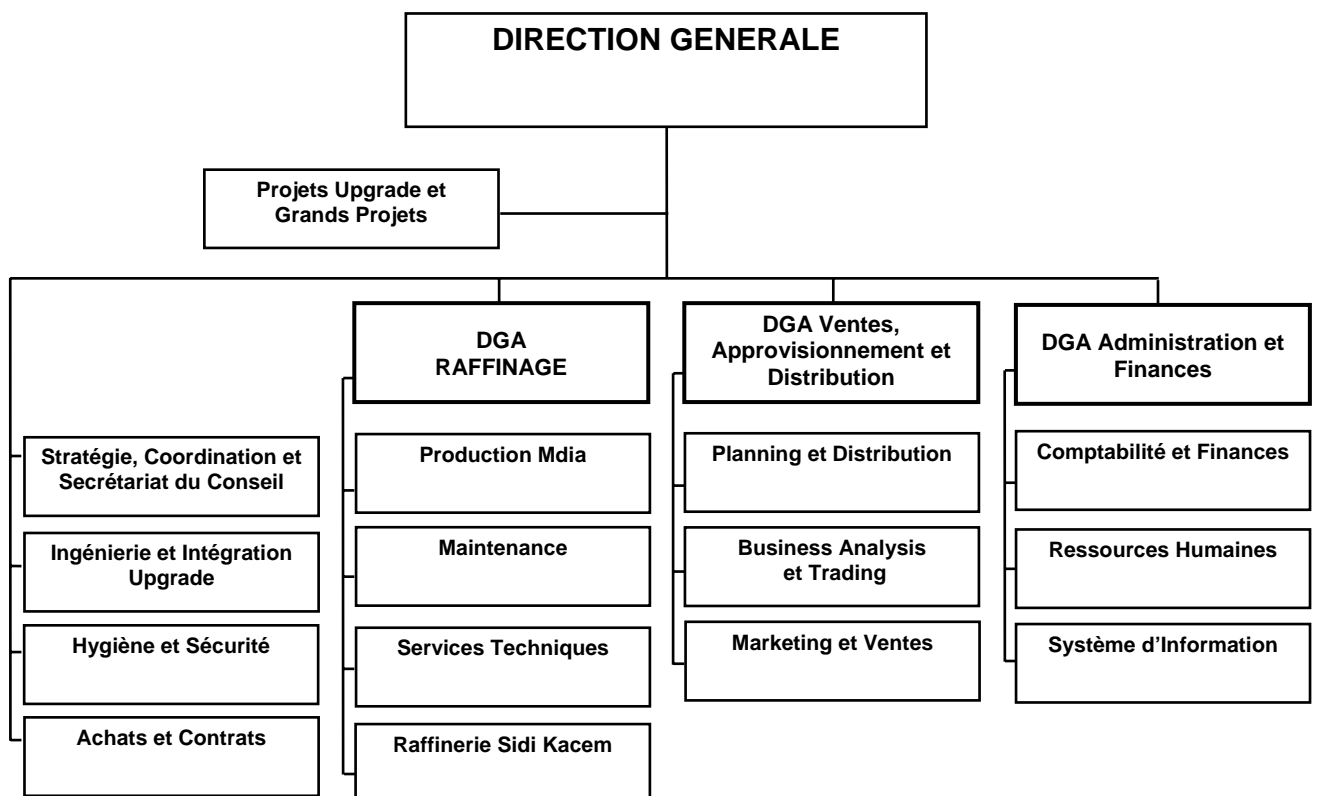 DIRECTION GENERALE
Projets Upgrade et
Grands Projets
DGA
RAFFINAGE
DGA Ventes,
Approvisionnement et
Distribution
DGA Administration et
Finances
Stratégie, Coordination et
Secrétariat du Conseil
Production Mdia
Planning et Distribution
Comptabilité et Finances
Ingénierie et Intégration
Upgrade
Maintenance
Business Analysis
et Trading
Ressources Humaines
Hygiène et Sécurité
Services Techniques
Marketing et Ventes
Système d’Information
Achats et Contrats
Raffinerie Sidi Kacem